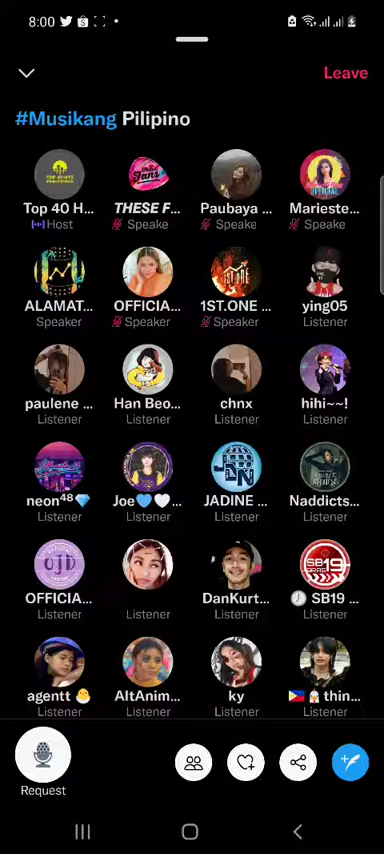 8:00
Leave
#Musikang Pilipino
Top 40 H... THESE F... Paubaya ... Marieste...
Host Speake Speake Speake
ALAMAT... OFFICIA... 1ST.ONE ... ying05
Speaker Speake Speake Listener
paulene ... Han Beo... chnx hihi~~!
Listener Listener Listener Listener
neon⁴⁸💎 Joe💙🤍... JADINE ... Naddicts...
Listener Listener Listener Listener
OFFICIA... DanKurt... 🕗 SB19 ...
Listener Listener Listener Listener
agentt 🐣 AltAnim... ky 🇵🇭 thin...
Listener Listener Listener Listener
Request